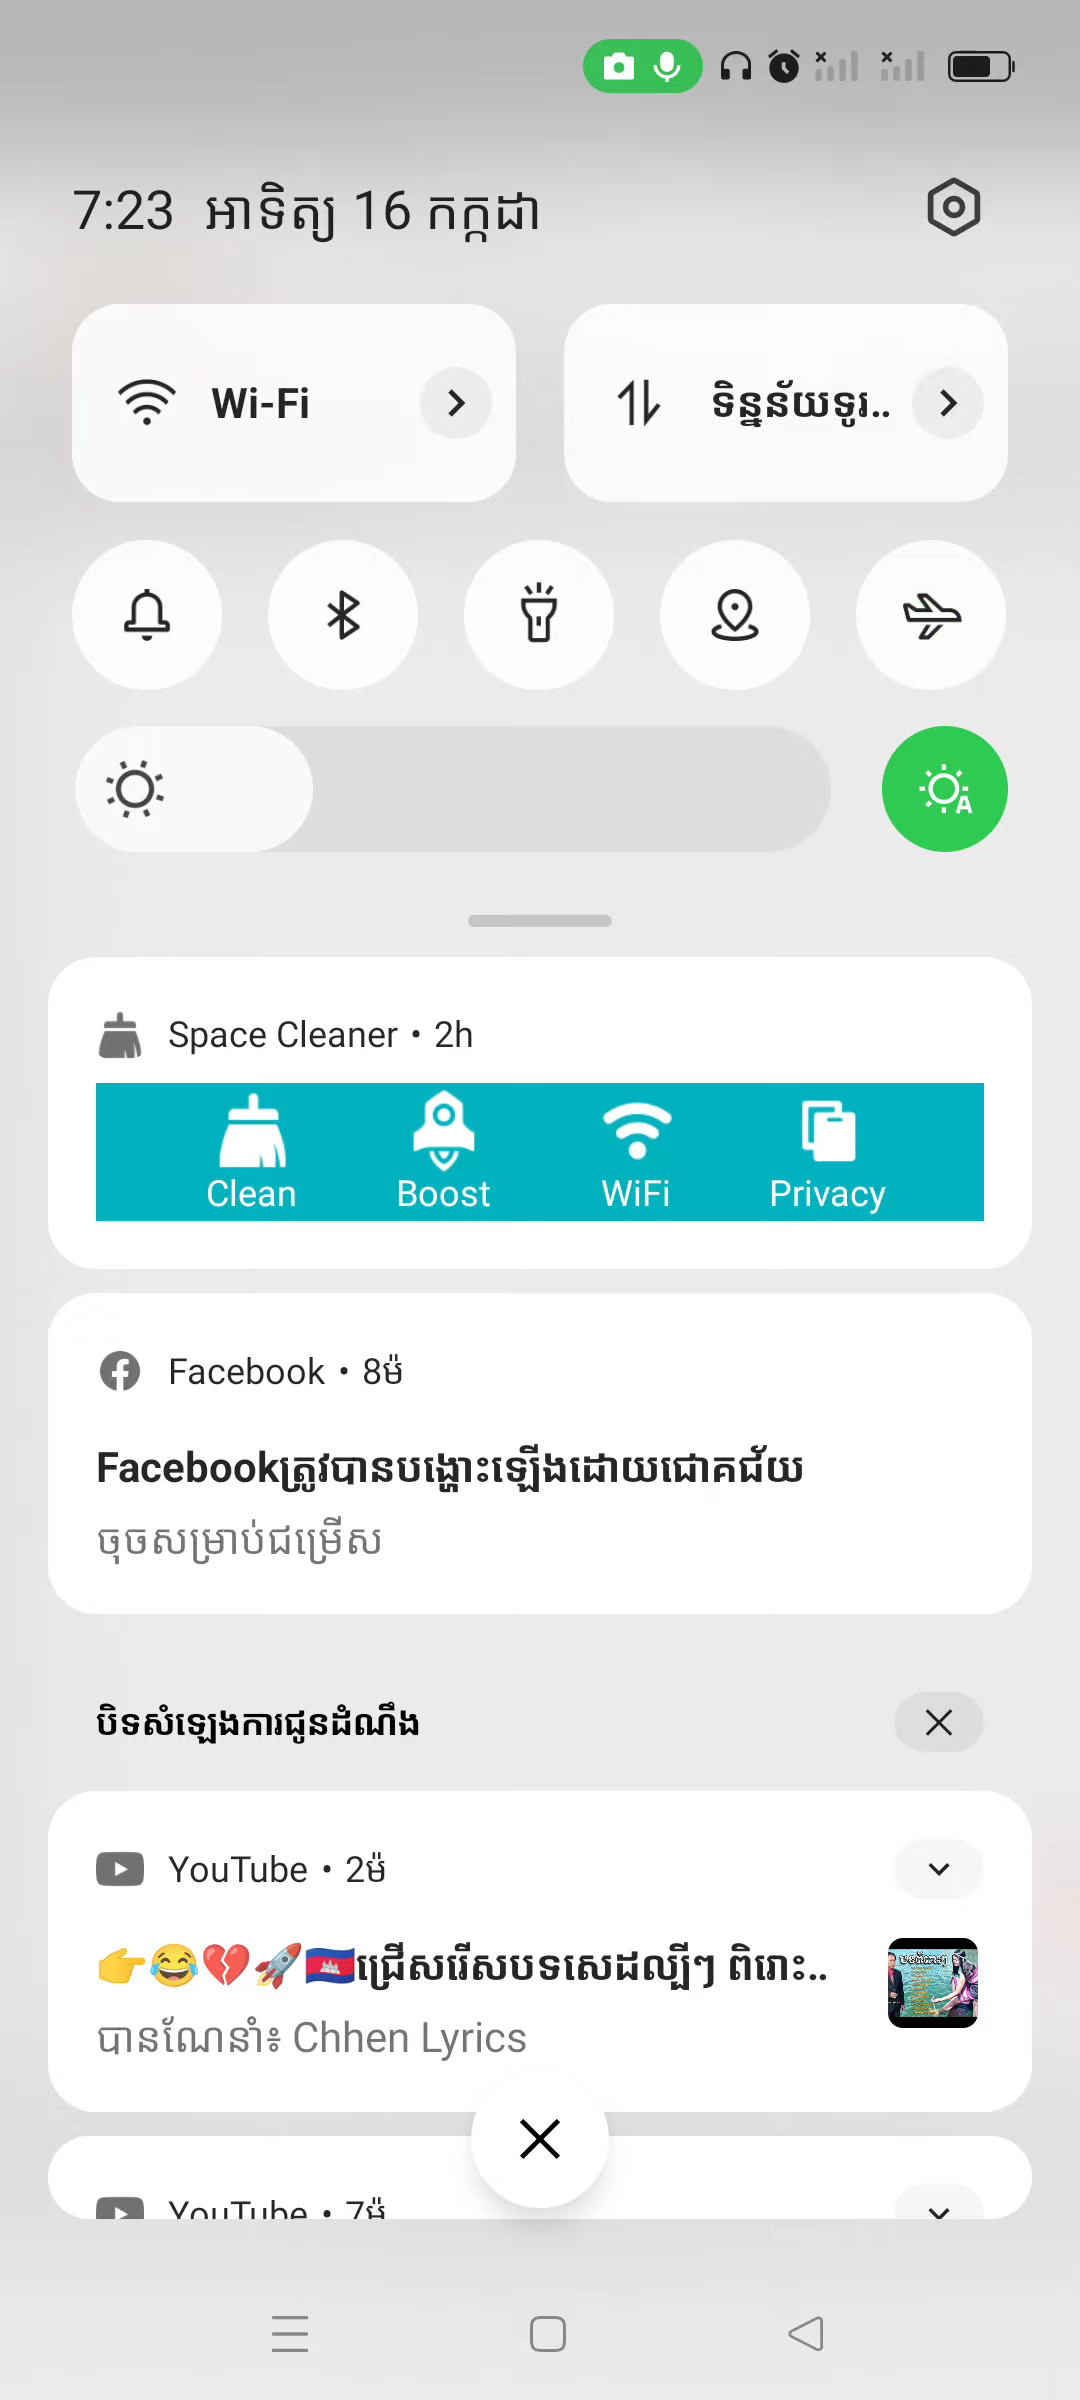 7:23 អាទិត្យ 16 កក្កដា
Wi-Fi
ទិន្នន័យទូរ..
Space Cleaner • 2h
Clean
Boost
WiFi
Privacy
Facebook • 8ម៉
Facebookត្រូវបានបង្ហោះឡើងដោយជោគជ័យ
ចុចសម្រាប់ជម្រើស
បិទសំឡេងការជូនដំណឹង
YouTube • 2ម៉
👉😂💔🚀🇰🇭ជ្រើសរើសបទសេដល្បីៗ ពិរោះ..
បានណែនាំ៖ Chhen Lyrics
YouTube • 7ម៉